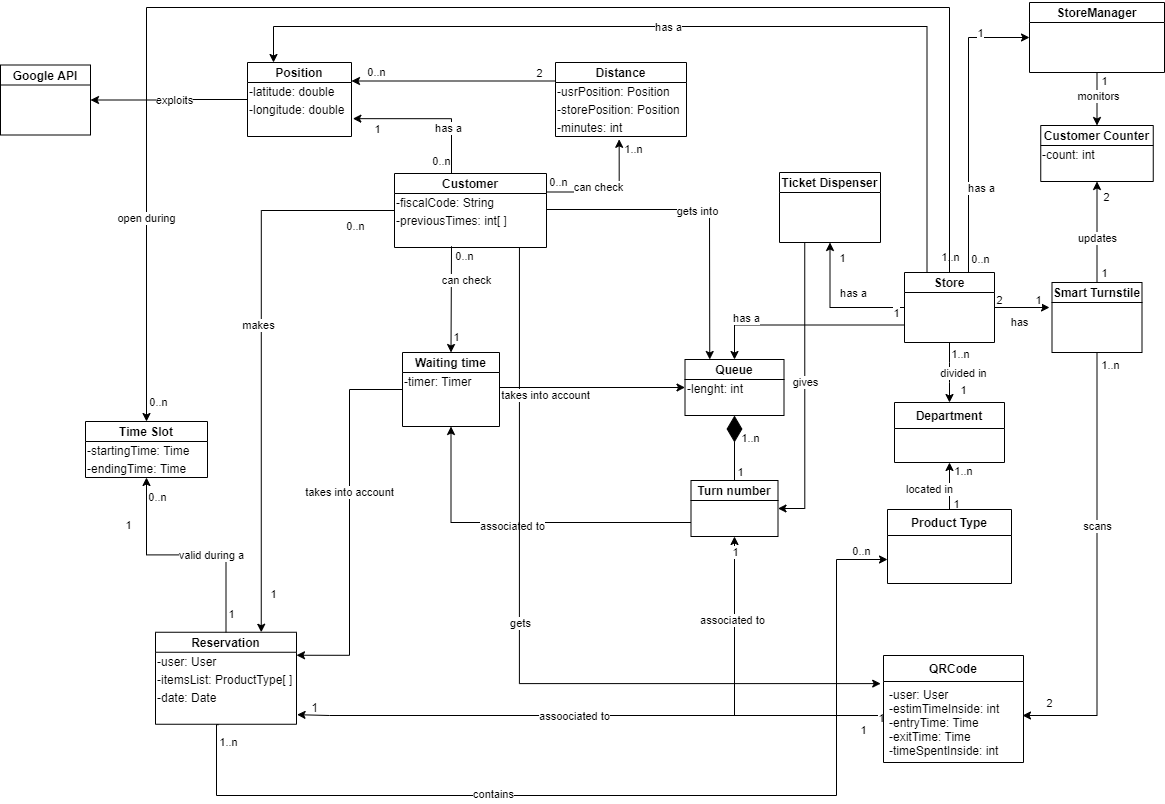 StoreManager
has a
1
1
monitors
Google API
exploits
Position
-latitude: double
-longitude: double
0..n
2
Distance
-usrPosition: Position
-storePosition: Position
-minutes: int
Customer Counter
-count: int
1
has a
0..n
1..n
0..n
can check
Customer
-fiscalCode: String
-previousTimes: int[ ]
Ticket Dispenser
has a
2
updates
1
open during
0..n
gets into
1..n
0..n
0..n
can check
1
has a
1
Store
2
1
has
Smart Turnstile
has a
1
makes
1
Waiting time
-timer: Timer
takes into account
Queue
-lenght: int
gives
1..n
divided in
1
1..n
Department
0..n
Time Slot
-startingTime: Time
-endingTime: Time
0..n
1
1..n
1
Turn number
1..n
located in
1
Product Type
takes into account
associated to
scans
valid during a
1
1
1
0..n
associated to
gets
Reservation
-user: User
-itemsList: ProductType[ ]
-date: Date
QRCode
-user: User
-estimTimeInside: int
-entryTime: Time
-exitTime: Time
-timeSpentInside: int
1
assoociated to
1
1
2
1..n
contains